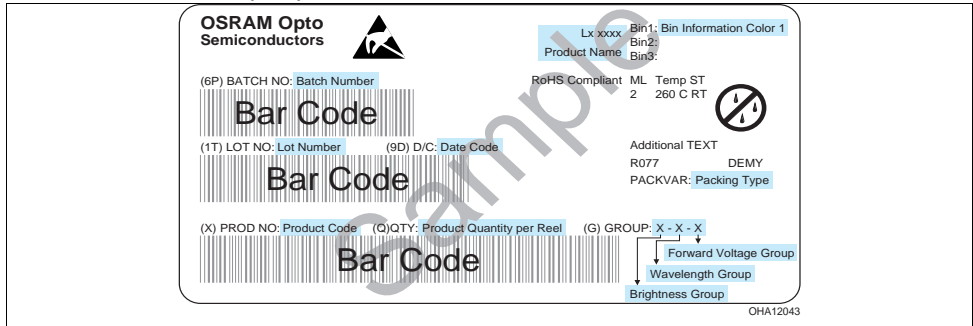 OSRAM Opto
Semiconductors
Lx xxxx
Product Name
Bin1: Bin Information Color 1
Bin2:
Bin3:
RoHS Compliant ML Temp ST
2 260 C RT
(6P) BATCH NO: Batch Number
Bar Code
(1T) LOT NO: Lot Number (9D) D/C: Date Code
Bar Code
Additional TEXT
R077 DEMY
PACKVAR: Packing Type
(X) PROD NO: Product Code (Q)QTY: Product Quantity per Reel (G) GROUP: X - X - X
Bar Code
Forward Voltage Group
Wavelength Group
Brightness Group
Sample
OHA12043